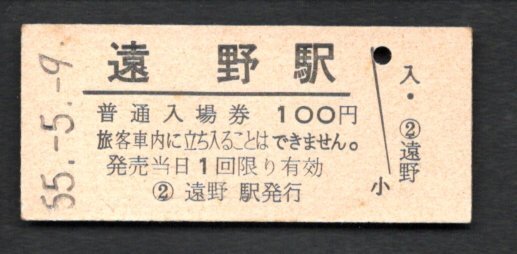 55.-5.-9
遠野駅
普通入場券 100円
旅客車内に立ち入ることはできません。
発売当日1回限り有効
② 遠野 駅発行
入・②遠野
小